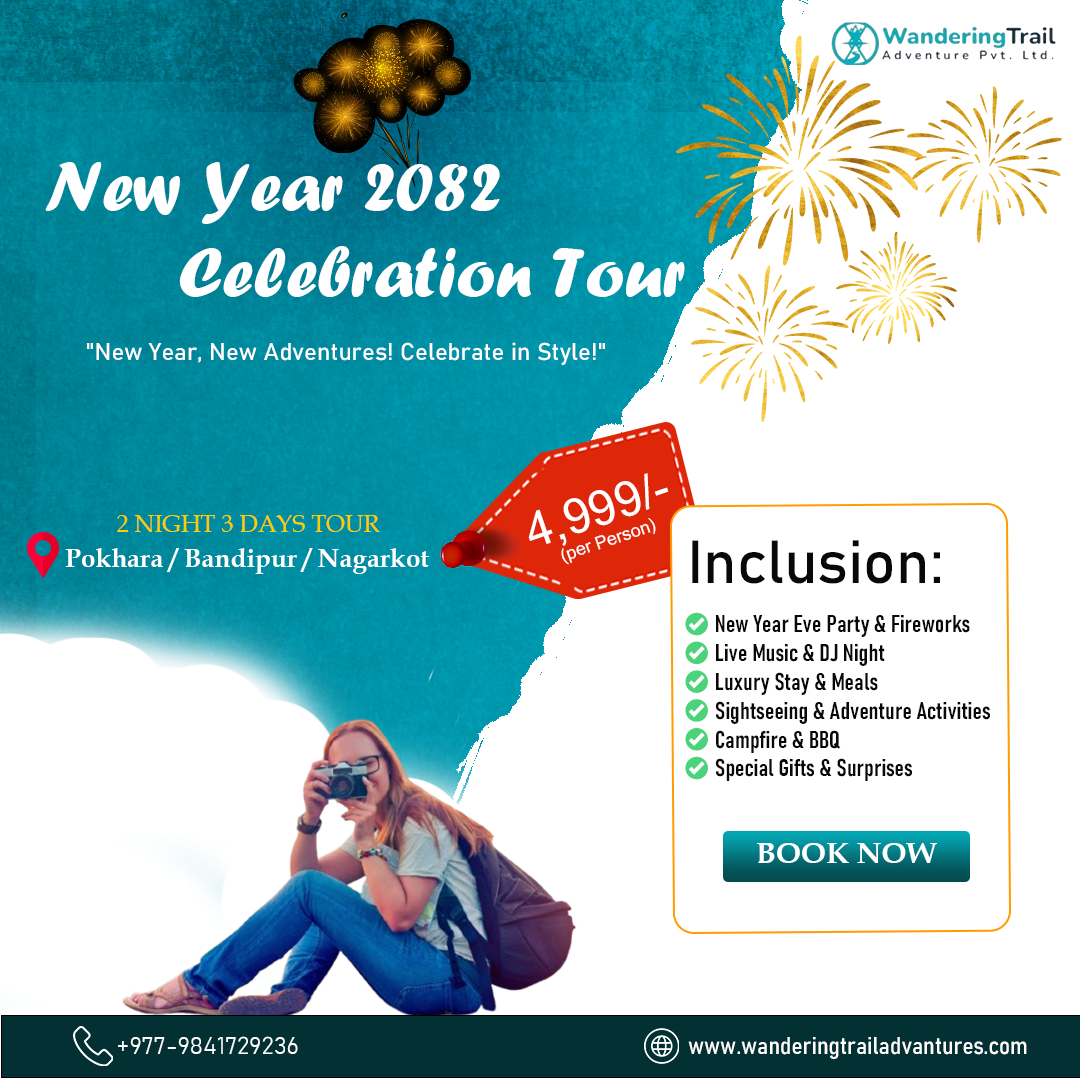 WanderingTrail
Adventure Pvt. Ltd.
New Year 2082
Celebration Tour
"New Year, New Adventures! Celebrate in Style!"
4,999/-
(per Person)
2 NIGHT 3 DAYS TOUR
Pokhara / Bandipur / Nagarkot
Inclusion:
New Year Eve Party & Fireworks
Live Music & DJ Night
Luxury Stay & Meals
Sightseeing & Adventure Activities
Campfire & BBQ
Special Gifts & Surprises
BOOK NOW
+977-9841729236
www.wanderingtrailadvantures.com